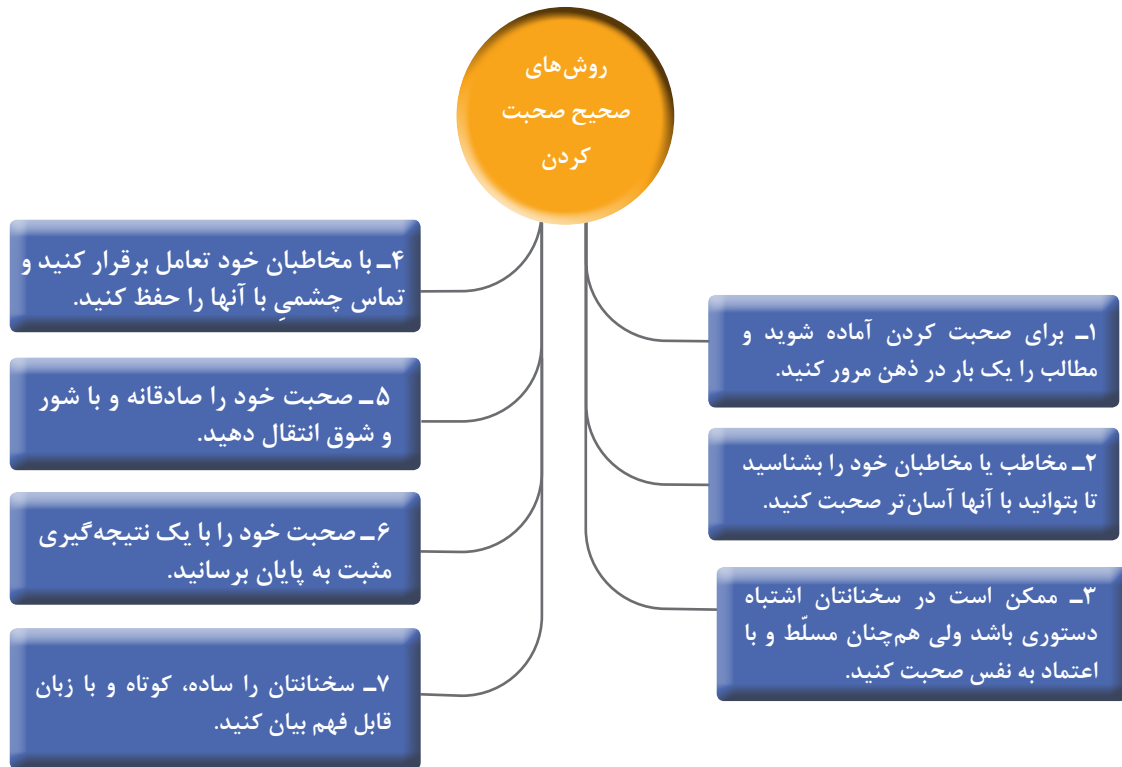 روش‌های
صحیح صحبت
کردن
۱ـ برای صحبت کردن آماده شوید و
مطالب را یک بار در ذهن مرور کنید.
۲ـ مخاطب یا مخاطبان خود را بشناسید
تا بتوانید با آنها آسان‌تر صحبت کنید.
۳ـ ممکن است در سخنانتان اشتباه
دستوری باشد ولی هم‌چنان مسلّط و با
اعتماد به نفس صحبت کنید.
۴ـ با مخاطبان خود تعامل برقرار کنید و
تماس چشمیِ با آنها را حفظ کنید.
۵ـ صحبت خود را صادقانه و با شور
و شوق انتقال دهید.
۶ـ صحبت خود را با یک نتیجه‌گیری
مثبت به پایان برسانید.
۷ـ سخنانتان را ساده، کوتاه و با زبان
قابل فهم بیان کنید.